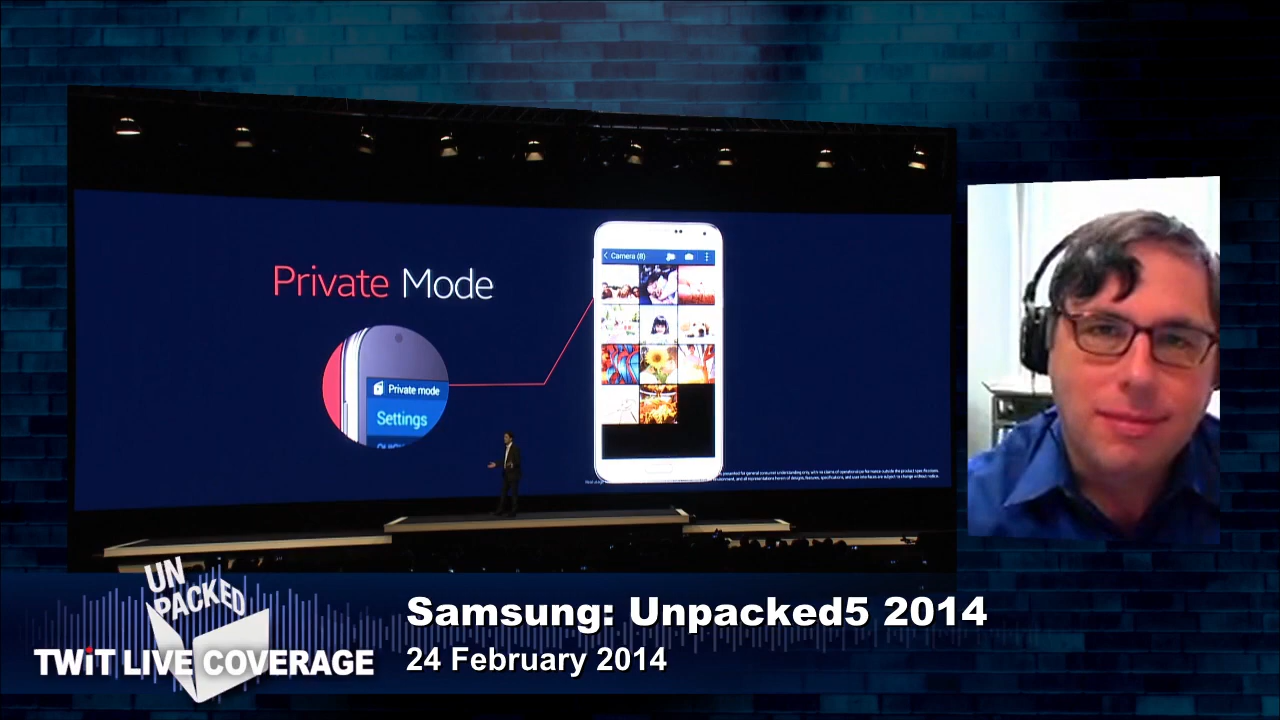 Private Mode
Camera (8)
Private mode
Settings
UN
PACKED
TWiT LIVE COVERAGE
Samsung: Unpacked5 2014
24 February 2014